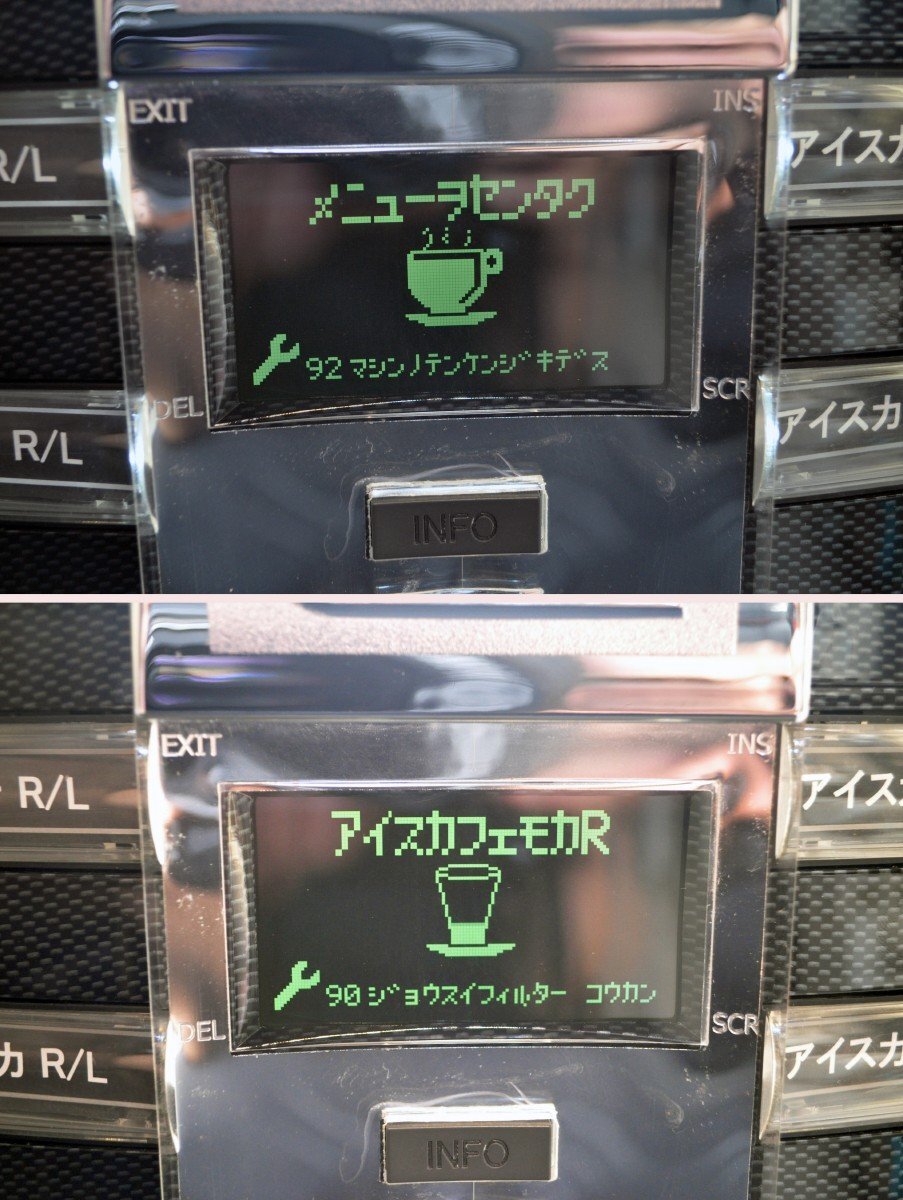 EXIT
INS
R/L
アイスカ
メニューヲセンタク
92 マシンノテンケンジキデス
DEL
SCR
R/L
アイスカ
INFO
EXIT
INS
R/L
アイス
アイスカフェモカR
90 ジョウスイフィルター コウカン
DEL
SCR
カ R/L
アイスカ
INFO